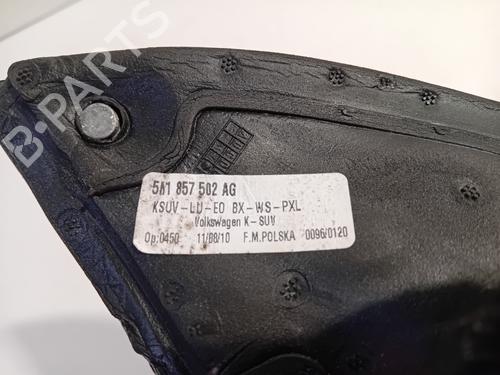 B-PARTS
5A1 857 502 AG
KSUV-LU-EO BX-WS-PXL
Volkswagen K-SUV
Op:0450 11/08/10 F.M.POLSKA 0096/0120